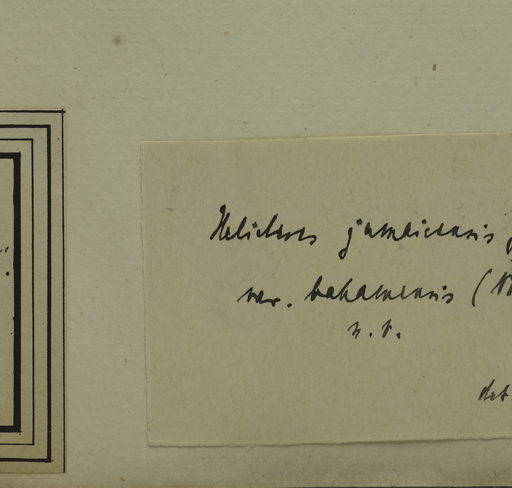 Helicteres jamaicensis
var. bahamensis (
n. v.
det